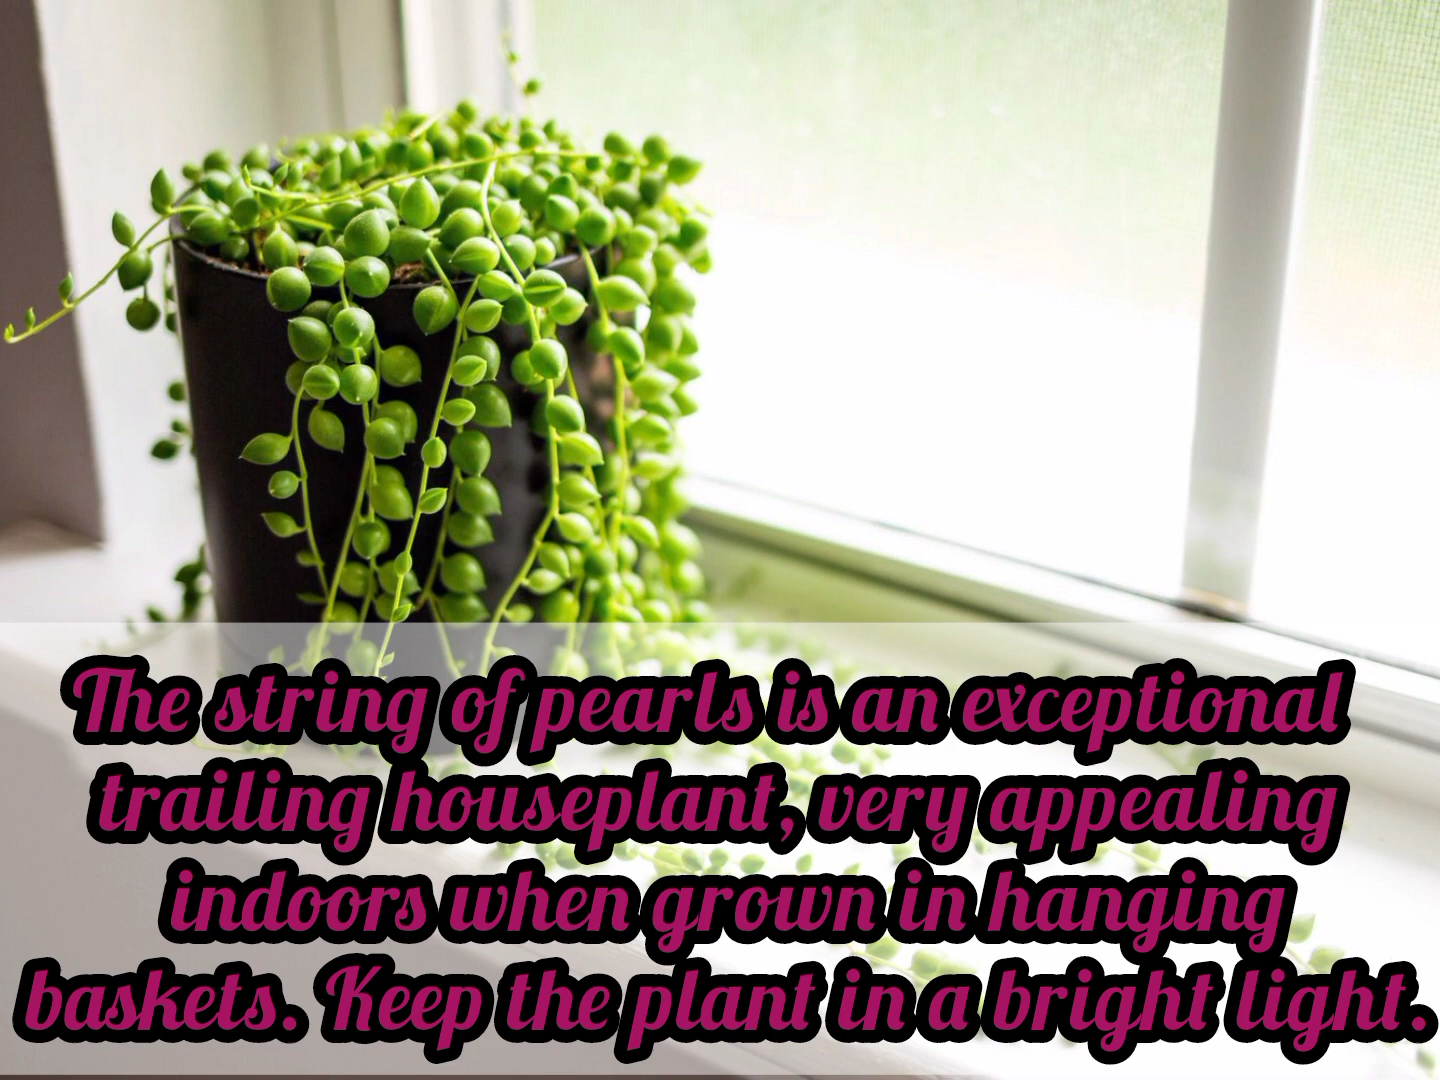 The string of pearls is an exceptional
trailing houseplant, very appealing
indoors when grown in hanging
baskets. Keep the plant in a bright light.